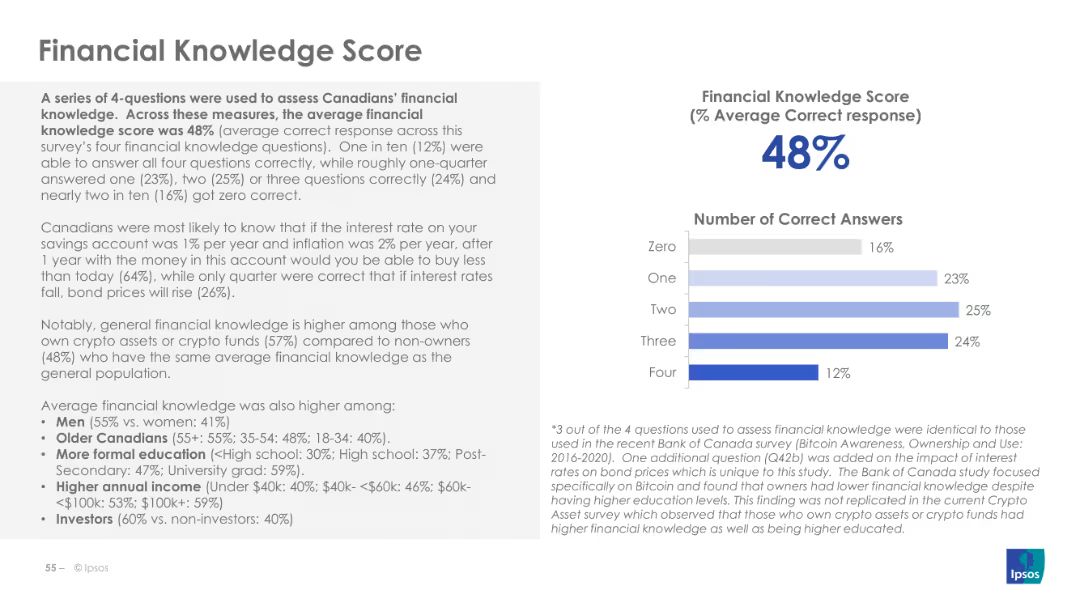 Financial Knowledge Score
A series of 4-questions were used to assess Canadians' financial
knowledge. Across these measures, the average financial
knowledge score was 48% (average correct response across this
survey's four financial knowledge questions). One in ten (12%) were
able to answer all four questions correctly, while roughly one-quarter
answered one (23%), two (25%) or three questions correctly (24%) and
nearly two in ten (16%) got zero correct.
Canadians were most likely to know that if the interest rate on your
savings account was 1% per year and inflation was 2% per year, after
1 year with the money in this account would you be able to buy less
than today (64%), while only quarter were correct that if interest rates
fall, bond prices will rise (26%).
Notably, general financial knowledge is higher among those who
own crypto assets or crypto funds (57%) compared to non-owners
(48%) who have the same average financial knowledge as the
general population.
Average financial knowledge was also higher among:
• Men (55% vs. women: 41%)
• Older Canadians (55+: 55%; 35-54: 48%; 18-34: 40%).
• More formal education (<High school: 30%; High school: 37%; Post-
Secondary: 47%; University grad: 59%).
• Higher annual income (Under $40k: 40%; $40k- <$60k: 46%; $60k-
<$100k: 53%; $100k+: 59%)
• Investors (60% vs. non-investors: 40%)
Financial Knowledge Score
(% Average Correct response)
48%
Number of Correct Answers
Zero 16%
One 23%
Two 25%
Three 24%
Four 12%
*3 out of the 4 questions used to assess financial knowledge were identical to those
used in the recent Bank of Canada survey (Bitcoin Awareness, Ownership and Use:
2016-2020). One additional question (Q42b) was added on the impact of interest
rates on bond prices which is unique to this study. The Bank of Canada study focused
specifically on Bitcoin and found that owners had lower financial knowledge despite
having higher education levels. This finding was not replicated in the current Crypto
Asset survey which observed that those who own crypto assets or crypto funds had
higher financial knowledge as well as being higher educated.
55 – © Ipsos
Ipsos